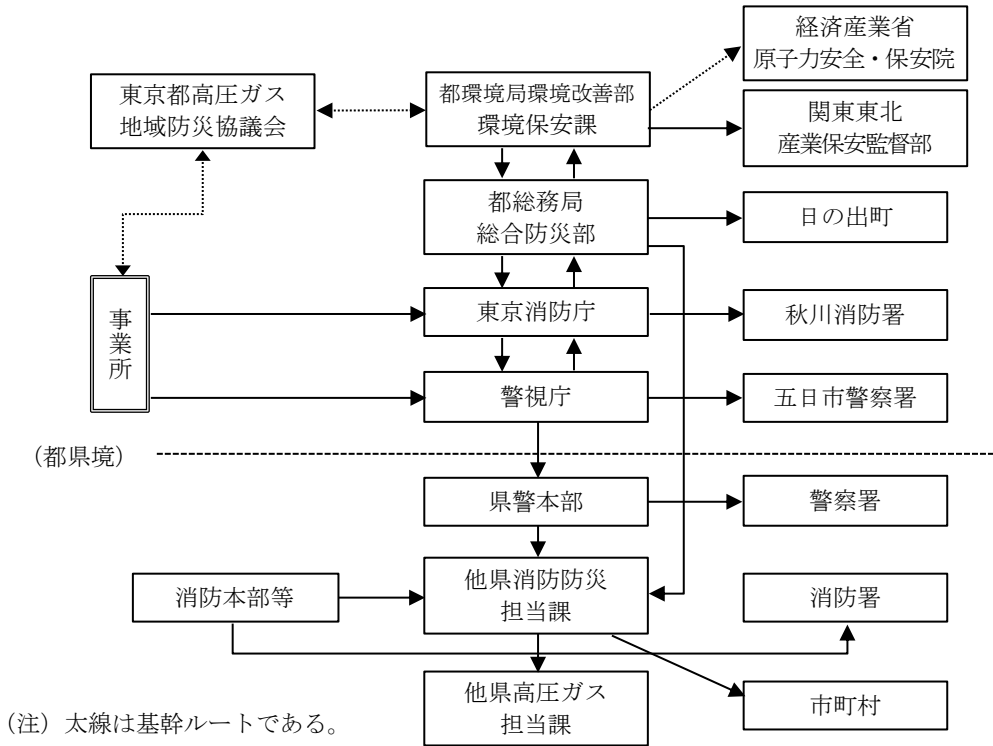 経済産業省
原子力安全・保安院
東京都高圧ガス
地域防災協議会
都環境局環境改善部
環境保安課
関東東北
産業保安監督部
都総務局
総合防災部
日の出町
事業所
東京消防庁
秋川消防署
警視庁
五日市警察署
(都県境)
県警本部
警察署
消防本部等
他県消防防災
担当課
消防署
他県高圧ガス
担当課
市町村
(注)太線は基幹ルートである。